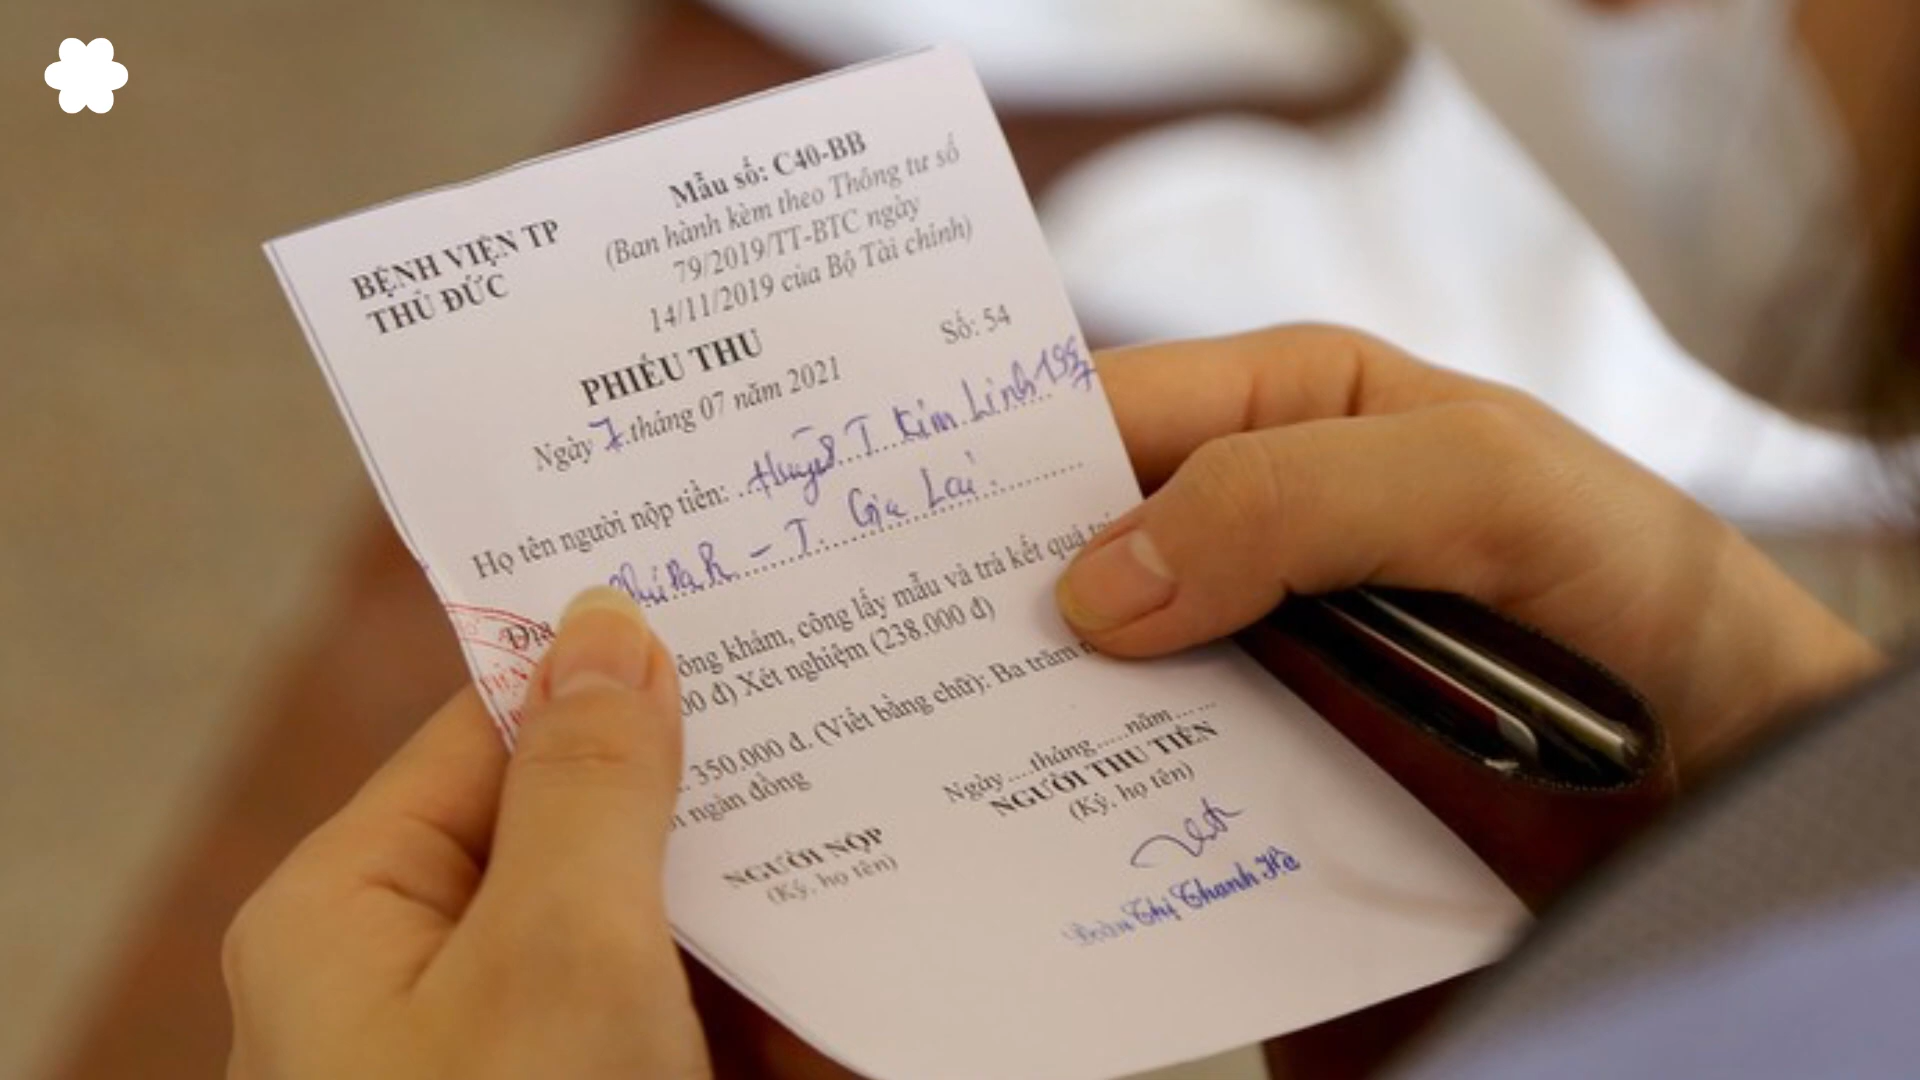 BỆNH VIỆN TP
THỦ ĐỨC
Mẫu số: C40-BB
(Ban hành kèm theo Thông tư số
79/2019/TT-BTC ngày
14/11/2019 của Bộ Tài chính)
PHIẾU THU
Số: 54
Ngày 7 tháng 07 năm 2021
Họ tên người nộp tiền: Huỳnh T Kim Linh 1997
- T. Gia Lai.
khám, công lấy mẫu và trả kết quả
đ) Xét nghiệm (238.000 đ)
350.000 đ. (Viết bằng chữ): Ba trăm
ngàn đồng
Ngày....tháng.....năm......
NGƯỜI NỘP
(Ký, họ tên)
NGƯỜI THU TIỀN
(Ký, họ tên)
Thị Thanh Hà